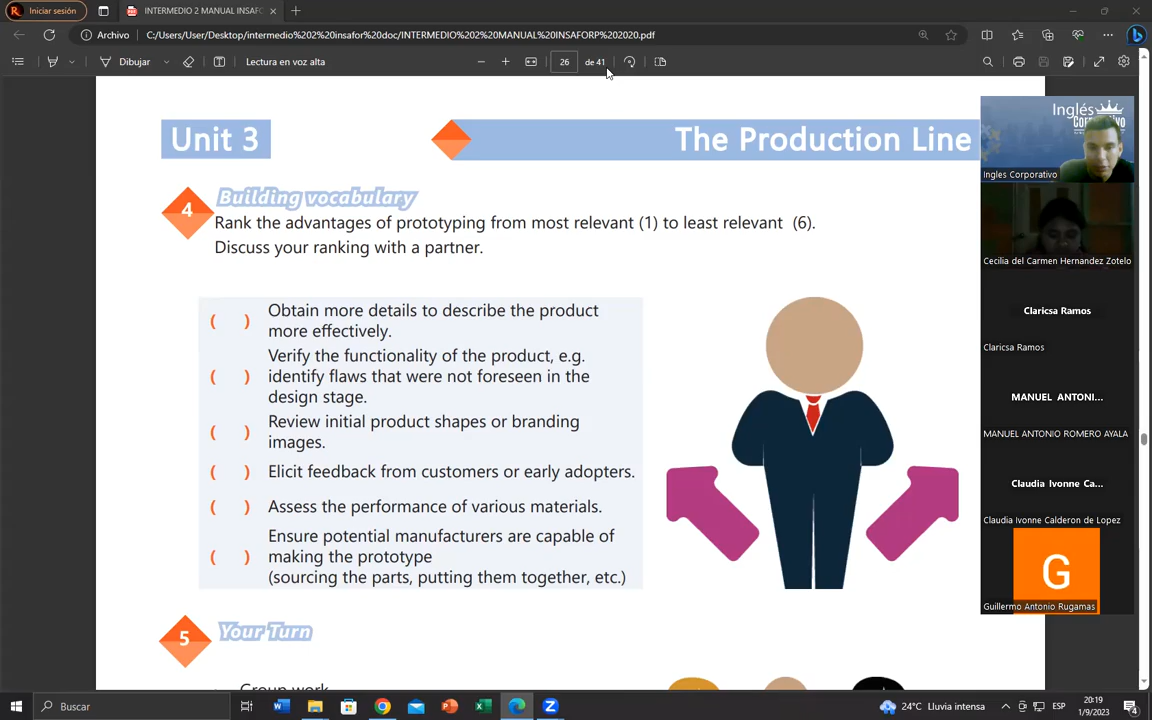 Iniciar sesión
INTERMEDIO 2 MANUAL INSAFOR
Archivo
C:/Users/User/Desktop/intermedio%202%20insafor%20doc/INTERMEDIO%202%20MANUAL%20INSAFORP%202020.pdf
Dibujar
Lectura en voz alta
26
de 41
Unit 3
The Production Line
4
Building vocabulary
Rank the advantages of prototyping from most relevant (1) to least relevant (6).
Discuss your ranking with a partner.
( ) Obtain more details to describe the product
more effectively.
( ) Verify the functionality of the product, e.g.
identify flaws that were not foreseen in the
design stage.
( ) Review initial product shapes or branding
images.
( ) Elicit feedback from customers or early adopters.
( ) Assess the performance of various materials.
( ) Ensure potential manufacturers are capable of
making the prototype
(sourcing the parts, putting them together, etc.)
5
Your Turn
Group work
Inglés
Corporativo
Ingles Corporativo
Cecilia del Carmen Hernandez Zotelo
Claricsa Ramos
Claricsa Ramos
MANUEL ANTONI...
MANUEL ANTONIO ROMERO AYALA
Claudia Ivonne Ca...
Claudia Ivonne Calderon de Lopez
G
Guillermo Antonio Rugamas
Buscar
24°C Lluvia intensa
ESP
20:19
1/9/2023
4